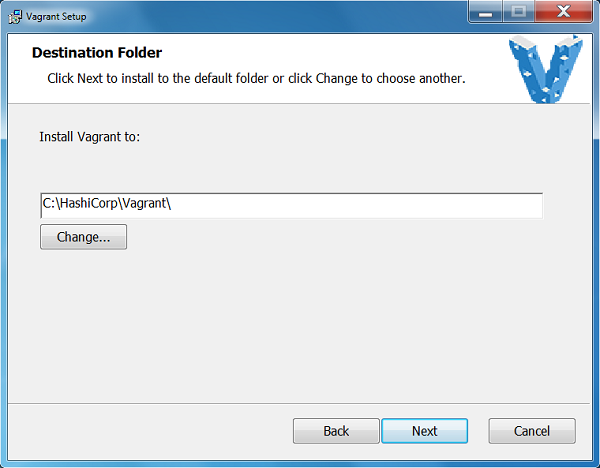 Vagrant Setup
Destination Folder
Click Next to install to the default folder or click Change to choose another.
Install Vagrant to:
C:\HashiCorp\Vagrant\
Change...
Back
Next
Cancel